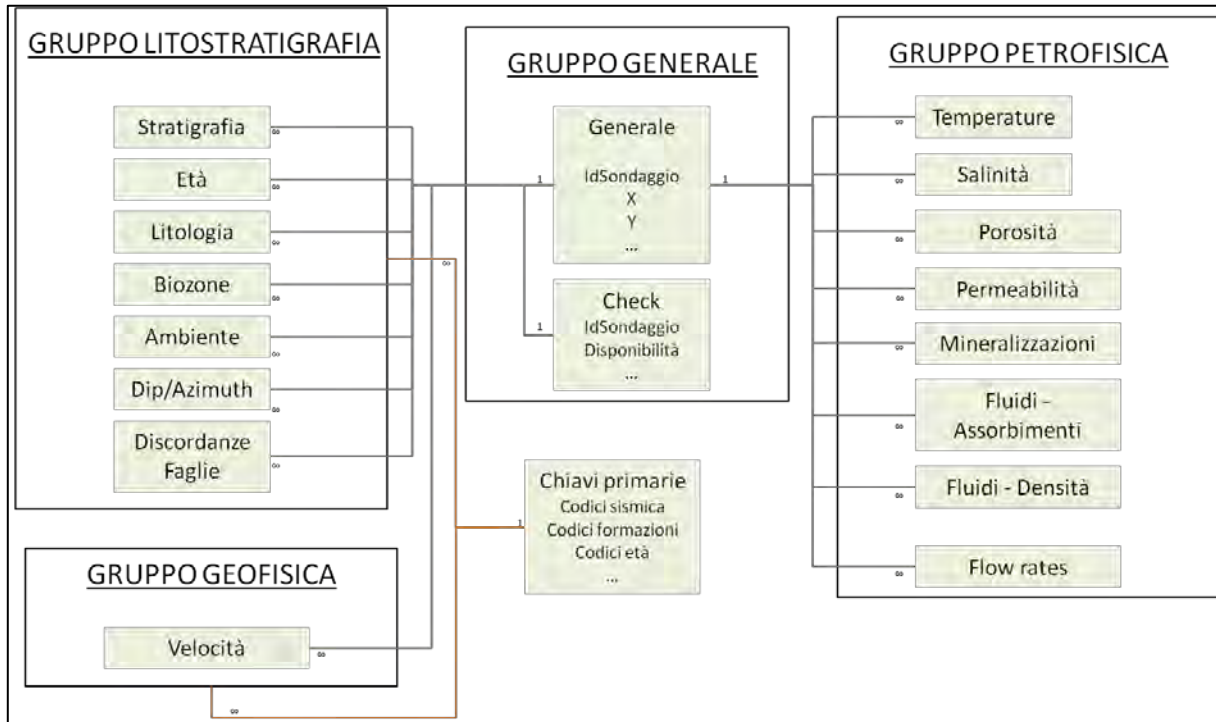 GRUPPO LITOSTRATIGRAFIA
Stratigrafia
∞
Età
∞
Litologia
∞
Biozone
∞
Ambiente
∞
Dip/Azimuth
∞
Discordanze
Faglie
∞
∞
GRUPPO GENERALE
Generale
IdSondaggio
X
Y
...
1
1
Check
IdSondaggio
Disponibilità
...
1
Chiavi primarie
Codici sismica
Codici formazioni
Codici età
...
1
GRUPPO PETROFISICA
Temperature
∞
Salinità
∞
Porosità
∞
Permeabilità
∞
Mineralizzazioni
∞
Fluidi -
Assorbimenti
∞
Fluidi - Densità
∞
Flow rates
∞
GRUPPO GEOFISICA
Velocità
∞
∞